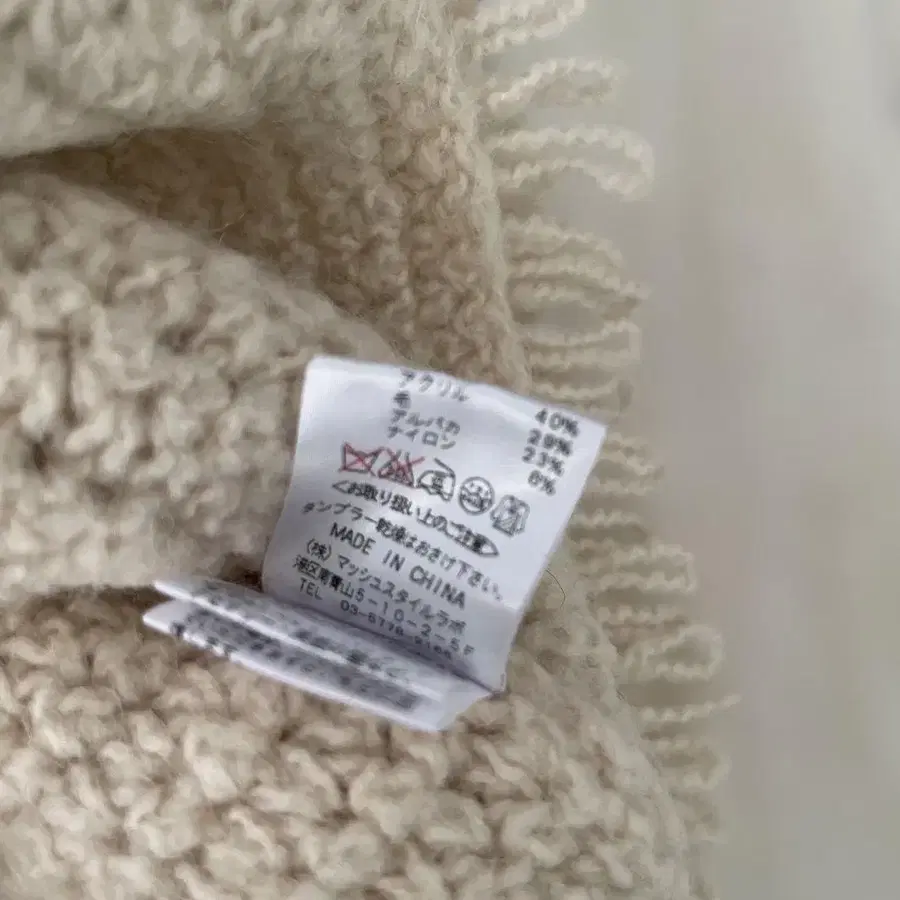 アクリル 40%
毛 29%
アルパカ 23%
ナイロン 8%
<お取り扱い上のご注意>
タンブラー乾燥はおさけ下さい。
MADE IN CHINA
(株)マッシュスタイルラボ
港区南青山5-10-2-5F
TEL 03-5778-